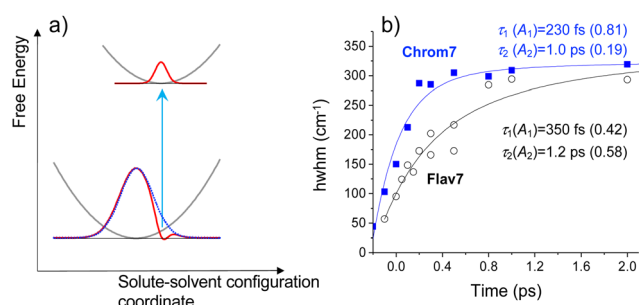 a)
Free Energy
Solute-solvent configuration
coordinate
b)
350
300
250
200
150
100
50
0
hwhm (cm⁻¹)
Chrom7
τ₁ (A₁)=230 fs (0.81)
τ₂ (A₂)=1.0 ps (0.19)
τ₁(A₁)=350 fs (0.42)
τ₂(A₂)=1.2 ps (0.58)
Flav7
0.0 0.4 0.8 1.2 1.6 2.0
Time (ps)